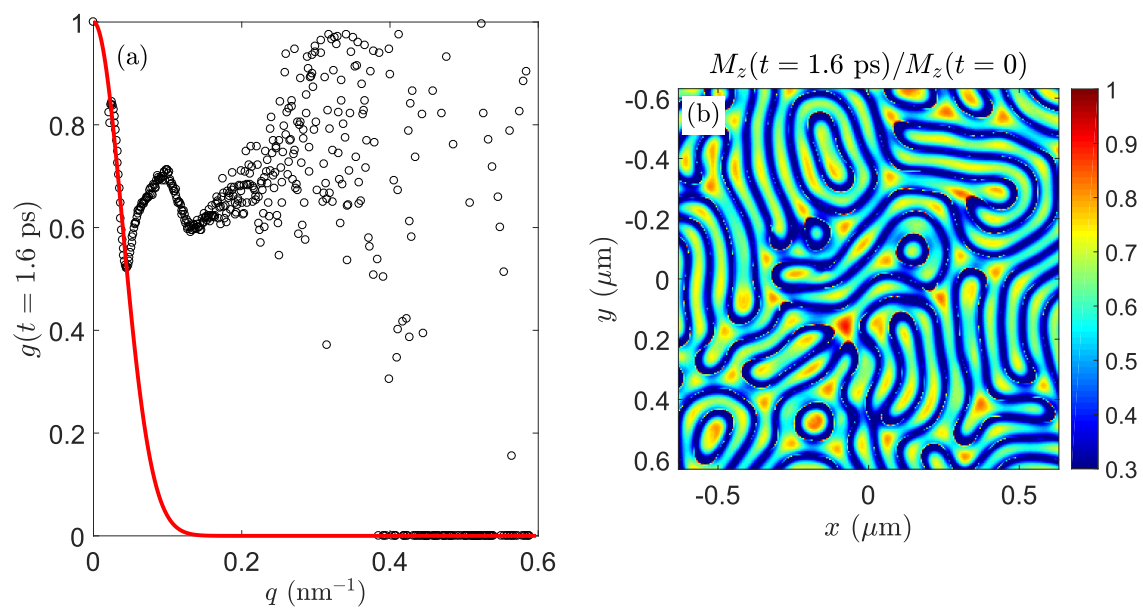 (a)
1
0.8
0.6
0.4
0.2
0
g(t = 1.6 ps)
0 0.2 0.4 0.6
q (nm⁻¹)
M_z(t = 1.6 ps)/M_z(t = 0)
(b)
-0.6
-0.4
-0.2
0
0.2
0.4
0.6
y (μm)
-0.5 0 0.5
x (μm)
1
0.9
0.8
0.7
0.6
0.5
0.4
0.3